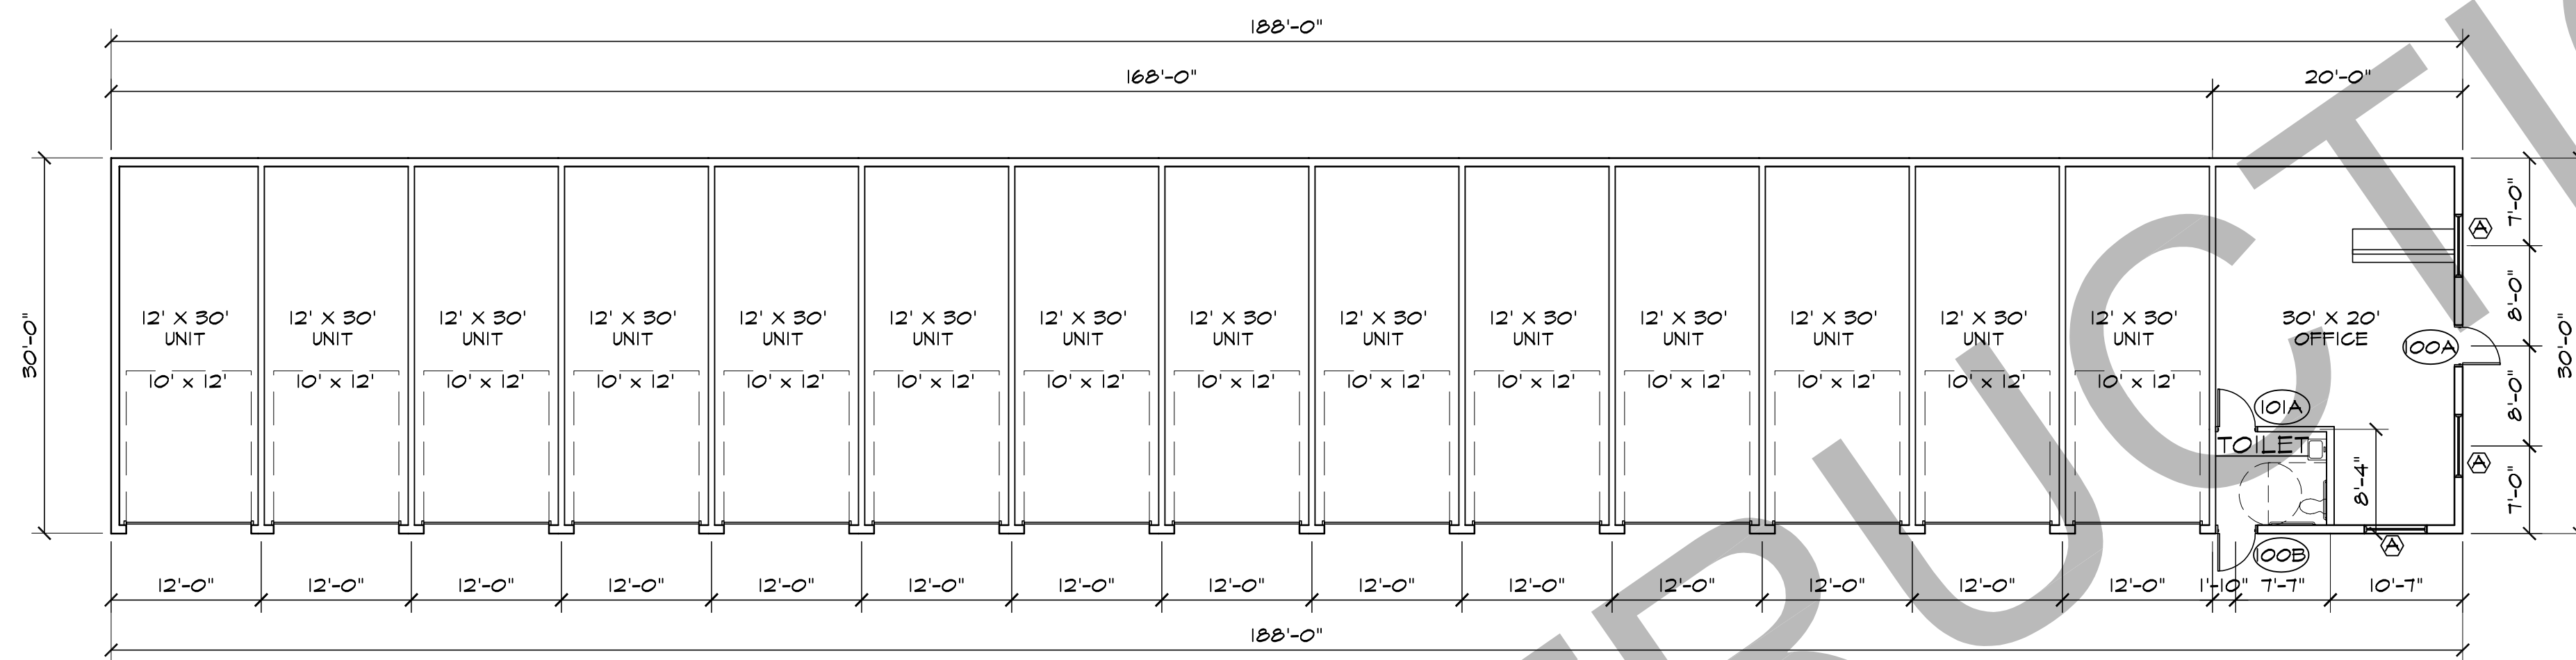 188'-0"
168'-0" 20'-0"
12' X 30' 12' X 30' 12' X 30' 12' X 30' 12' X 30' 12' X 30' 12' X 30' 12' X 30' 12' X 30' 12' X 30' 12' X 30' 12' X 30' 12' X 30' 12' X 30' 30' X 20'
UNIT UNIT UNIT UNIT UNIT UNIT UNIT UNIT UNIT UNIT UNIT UNIT UNIT UNIT OFFICE
10' x 12' 10' x 12' 10' x 12' 10' x 12' 10' x 12' 10' x 12' 10' x 12' 10' x 12' 10' x 12' 10' x 12' 10' x 12' 10' x 12' 10' x 12' 10' x 12'
30'-0"
100A
101A
TOILET
8'-4"
100B
A
A
A
7'-0"
8'-0"
8'-0"
7'-0"
30'-0"
12'-0" 12'-0" 12'-0" 12'-0" 12'-0" 12'-0" 12'-0" 12'-0" 12'-0" 12'-0" 12'-0" 12'-0" 12'-0" 12'-0" 1'-10" 7'-7" 10'-7"
188'-0"
RUCTI